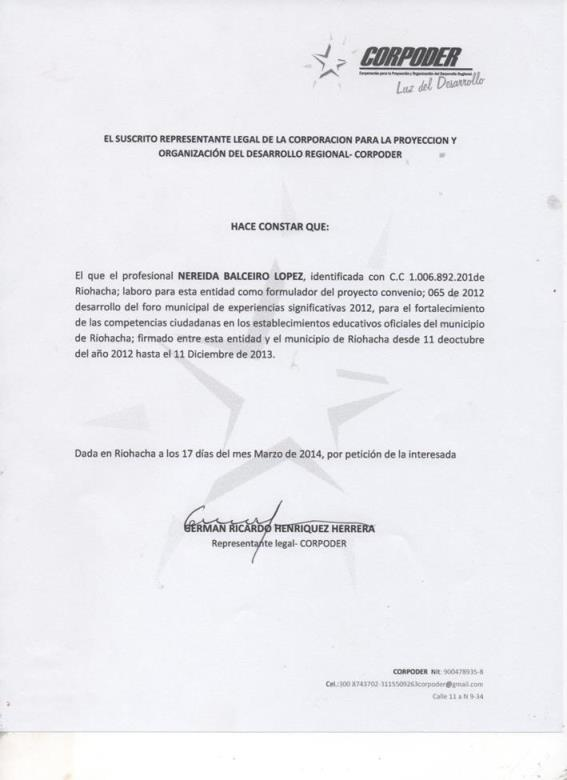 CORPODER
Corporación para la Proyección y Organización del Desarrollo Regional
Luz del Desarrollo
EL SUSCRITO REPRESENTANTE LEGAL DE LA CORPORACION PARA LA PROYECCION Y
ORGANIZACIÓN DEL DESARROLLO REGIONAL- CORPODER
HACE CONSTAR QUE:
El que el profesional NEREIDA BALCEIRO LOPEZ, identificada con C.C 1.006.892.201de
Riohacha; laboro para esta entidad como formulador del proyecto convenio; 065 de 2012
desarrollo del foro municipal de experiencias significativas 2012, para el fortalecimiento
de las competencias ciudadanas en los establecimientos educativos oficiales del municipio
de Riohacha; firmado entre esta entidad y el municipio de Riohacha desde 11 deoctubre
del año 2012 hasta el 11 Diciembre de 2013.
Dada en Riohacha a los 17 días del mes Marzo de 2014, por petición de la interesada
GERMAN RICARDO HENRIQUEZ HERRERA
Representante legal- CORPODER
CORPODER Nit: 900478935-8
Cel.:300 8743702-3115509263corpoder@gmail.com
Calle 11 a N 9-34